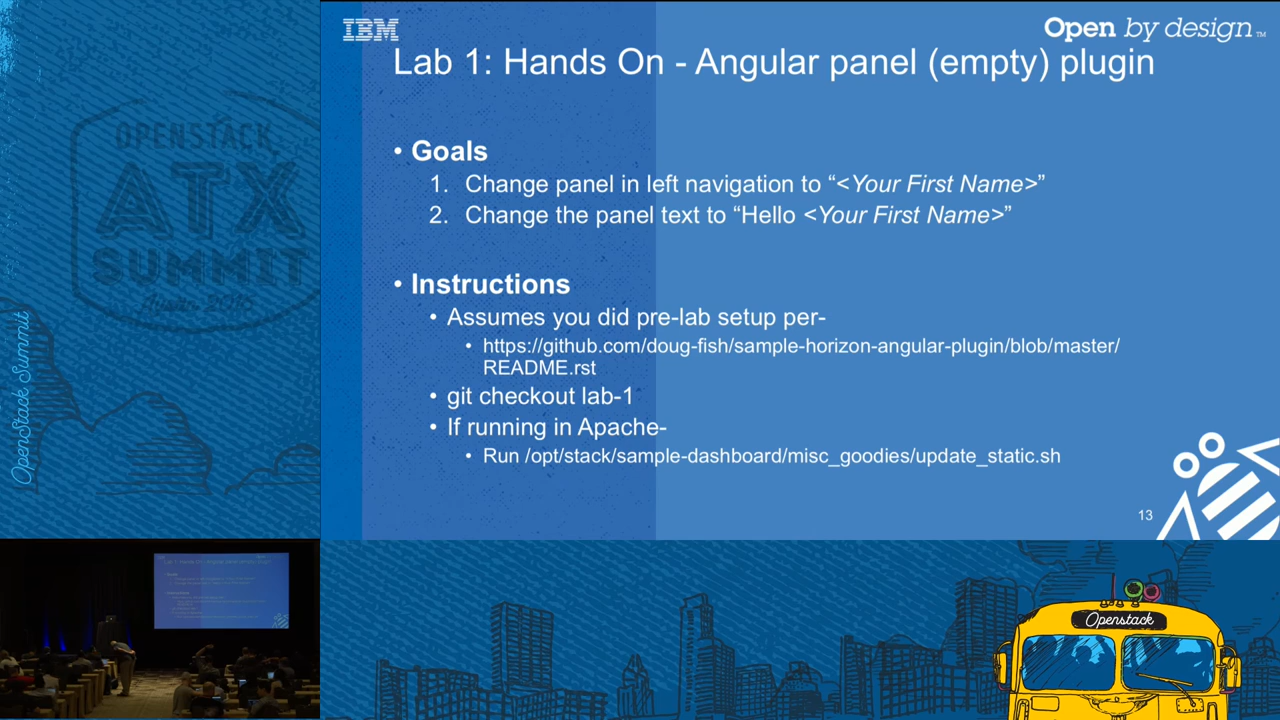 IBM
Open by design™
Lab 1: Hands On - Angular panel (empty) plugin
• Goals
1. Change panel in left navigation to “<Your First Name>”
2. Change the panel text to “Hello <Your First Name>”
• Instructions
• Assumes you did pre-lab setup per-
• https://github.com/doug-fish/sample-horizon-angular-plugin/blob/master/
README.rst
• git checkout lab-1
• If running in Apache-
• Run /opt/stack/sample-dashboard/misc_goodies/update_static.sh
13
OPENSTACK
ATX
SUMMIT
Austin 2016
OpenStack Summit
Openstack